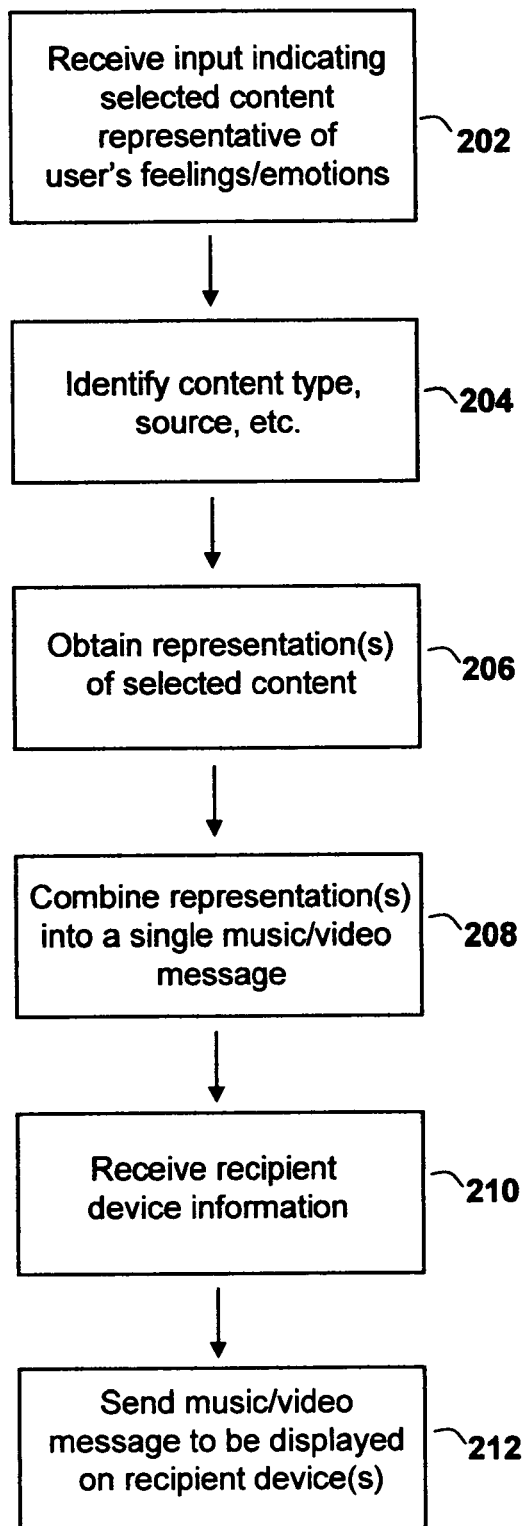 Receive input indicating
selected content
representative of
user's feelings/emotions
202
Identify content type,
source, etc.
204
Obtain representation(s)
of selected content
206
Combine representation(s)
into a single music/video
message
208
Receive recipient
device information
210
Send music/video
message to be displayed
on recipient device(s)
212